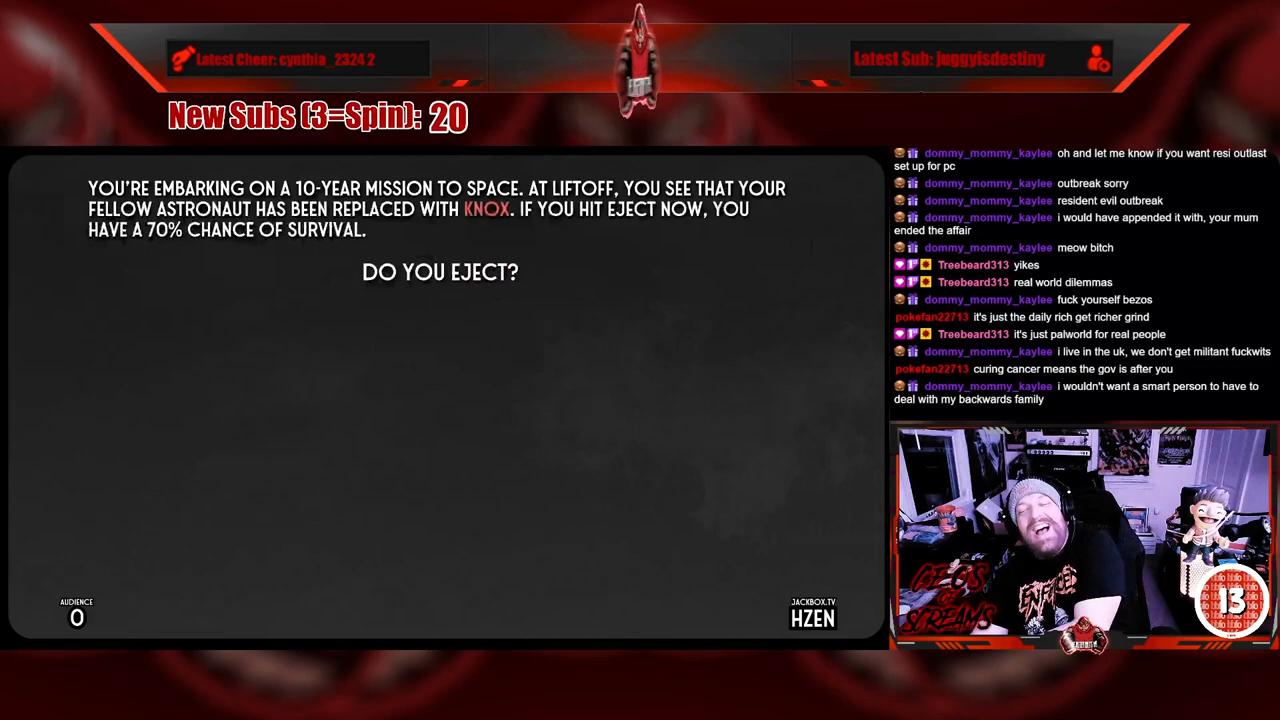 Latest Cheer: cynthia_2324 2
Latest Sub: juggyisdestiny
New Subs (3=Spin): 20
YOU'RE EMBARKING ON A 10-YEAR MISSION TO SPACE. AT LIFTOFF, YOU SEE THAT YOUR
FELLOW ASTRONAUT HAS BEEN REPLACED WITH KNOX. IF YOU HIT EJECT NOW, YOU
HAVE A 70% CHANCE OF SURVIVAL.
DO YOU EJECT?
AUDIENCE
0
JACKBOX.TV
HZEN
dommy_mommy_kaylee oh and let me know if you want resi outlast
set up for pc
dommy_mommy_kaylee outbreak sorry
dommy_mommy_kaylee resident evil outbreak
dommy_mommy_kaylee i would have appended it with, your mum
ended the affair
dommy_mommy_kaylee meow bitch
Treebeard313 yikes
Treebeard313 real world dilemmas
dommy_mommy_kaylee fuck yourself bezos
pokefan22713 it's just the daily rich get richer grind
Treebeard313 it's just palworld for real people
dommy_mommy_kaylee i live in the uk, we don't get militant fuckwits
pokefan22713 curing cancer means the gov is after you
dommy_mommy_kaylee i wouldn't want a smart person to have to
deal with my backwards family
SCREAMS
13